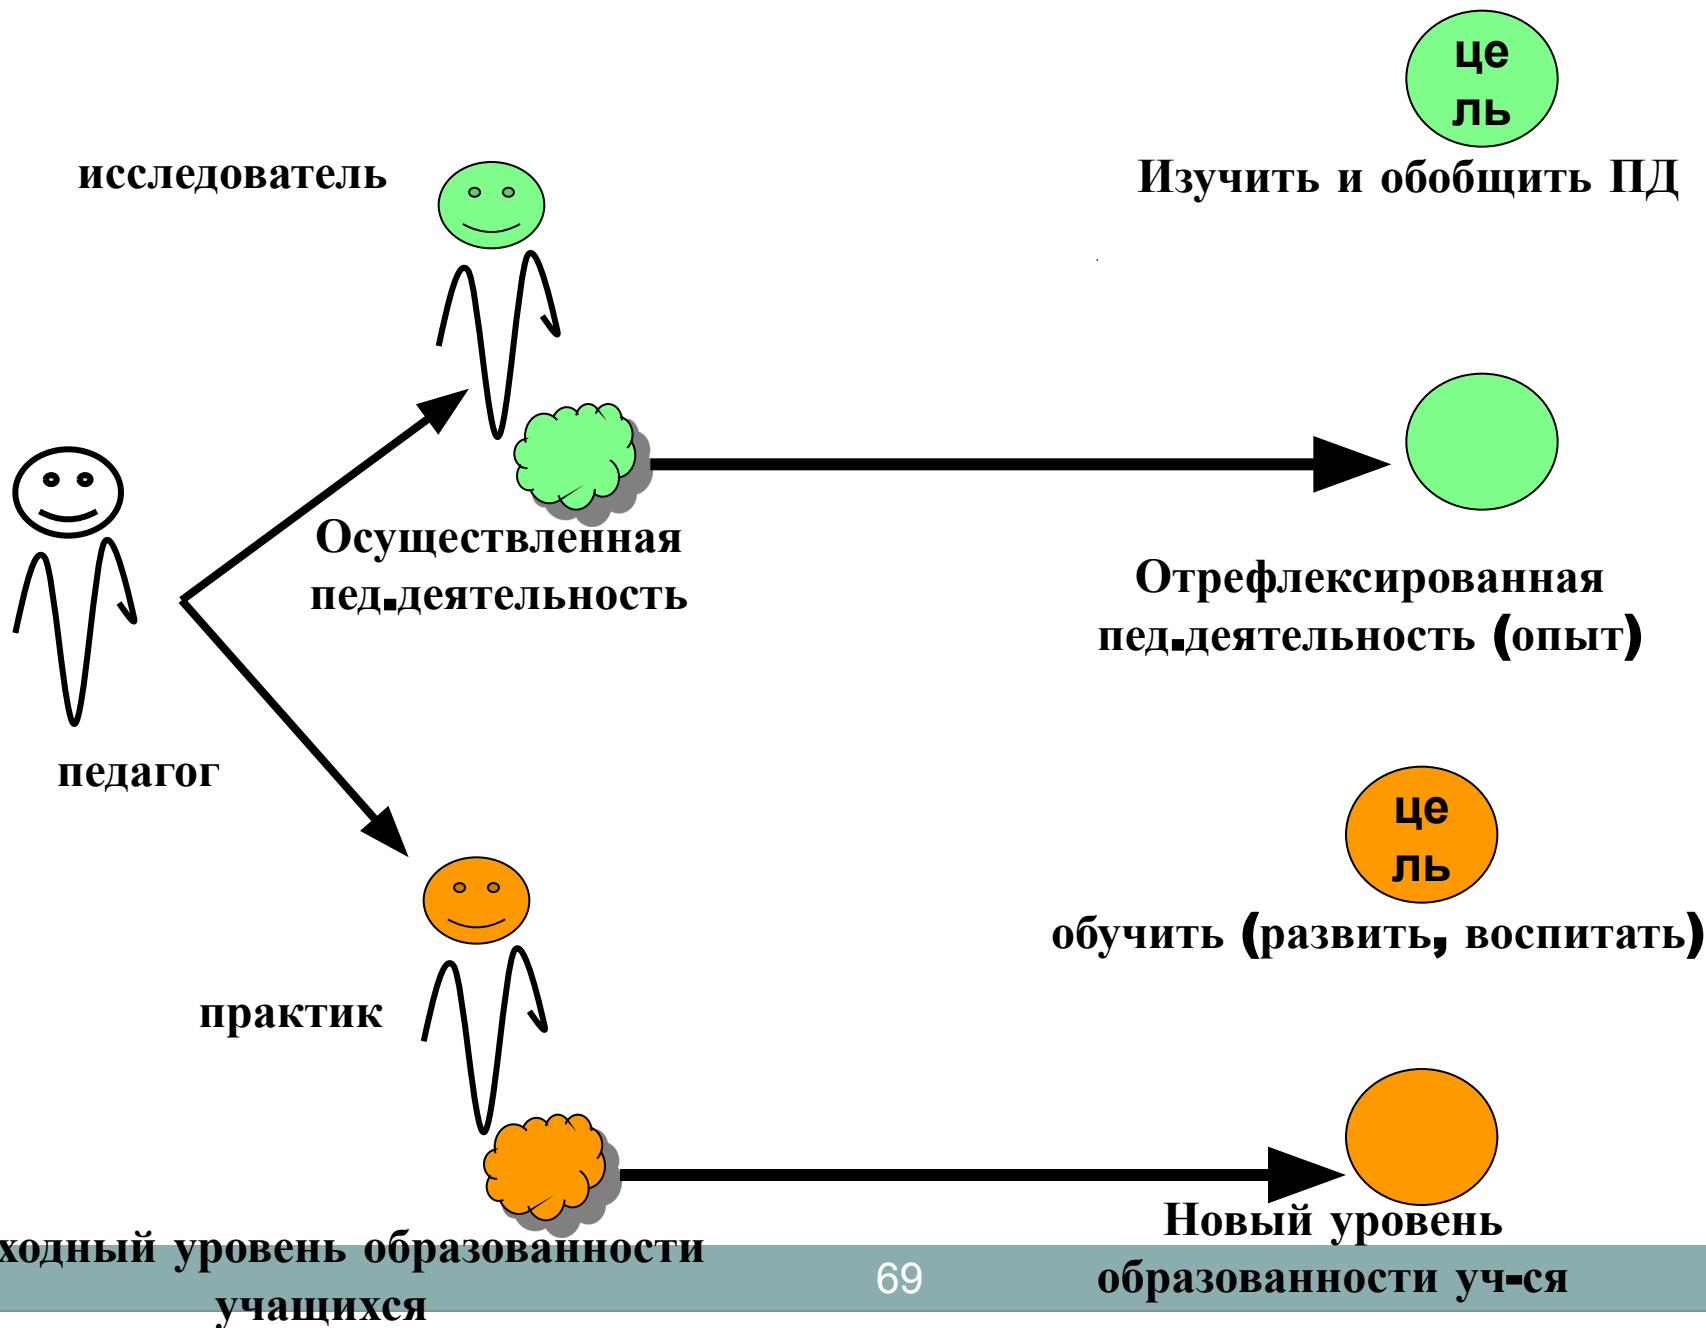 це
ль
Изучить и обобщить ПД
исследователь
Осуществленная
пед.деятельность
Отрефлексированная
пед.деятельность (опыт)
педагог
це
ль
обучить (развить, воспитать)
практик
ходный уровень образованности
учащихся
Новый уровень
образованности уч-ся
69